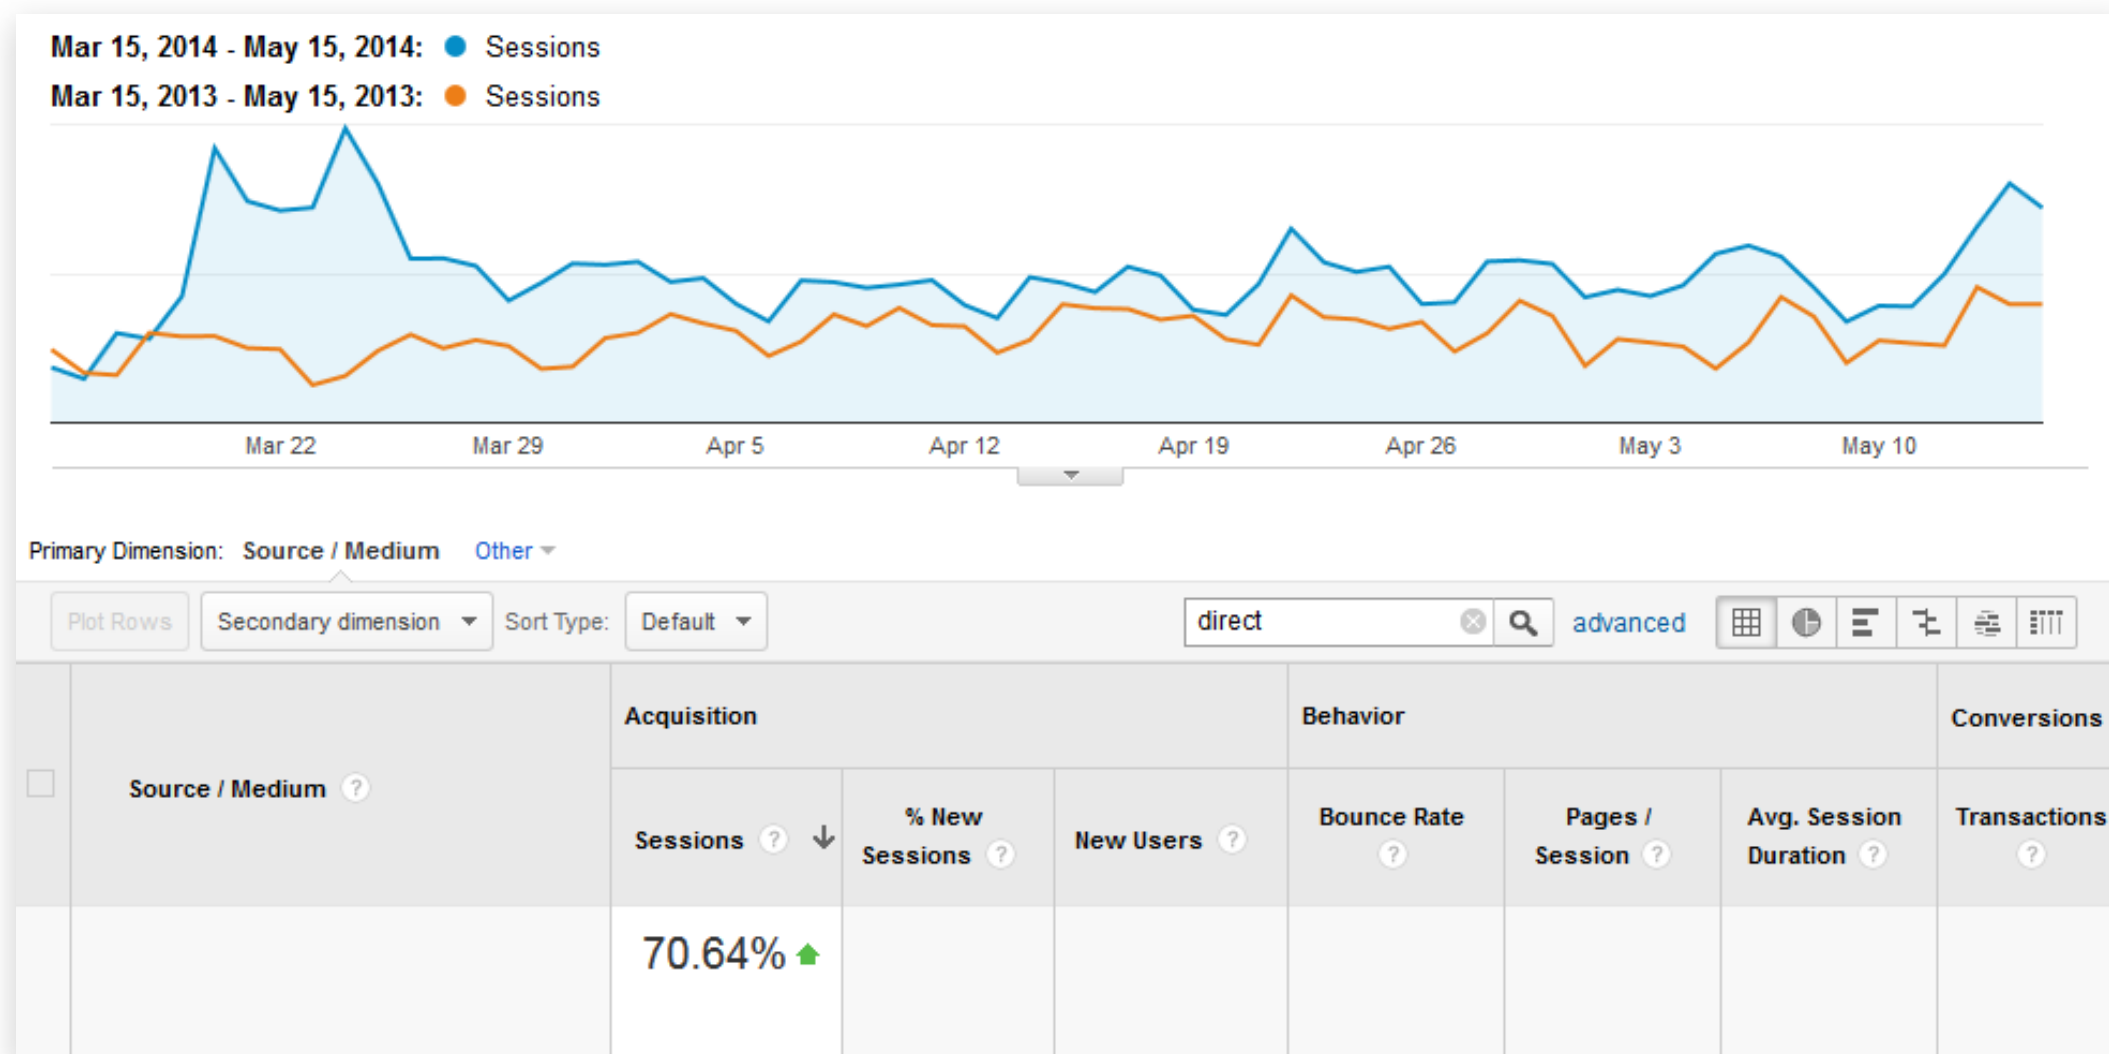 Mar 15, 2014 - May 15, 2014: Sessions
Mar 15, 2013 - May 15, 2013: Sessions
Mar 22 Mar 29 Apr 5 Apr 12 Apr 19 Apr 26 May 3 May 10
Primary Dimension: Source / Medium Other
Plot Rows Secondary dimension Sort Type: Default direct advanced
Acquisition Behavior Conversions
Source / Medium ?
Sessions ? % New Sessions ? New Users ? Bounce Rate ? Pages / Session ? Avg. Session Duration ? Transactions ?
70.64%